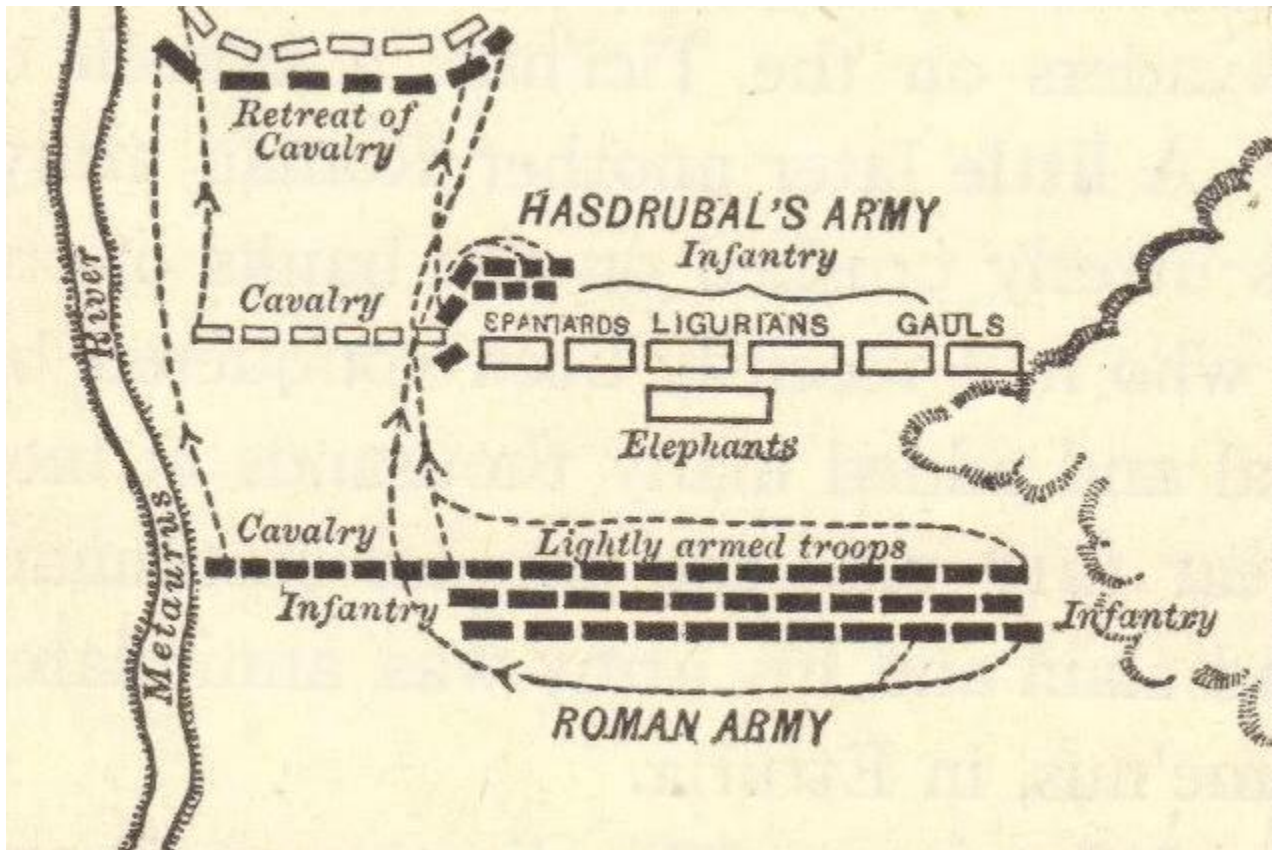 Retreat of
Cavalry
HASDRUBAL'S ARMY
Infantry
River
Cavalry
SPANIARDS LIGURIANS GAULS
Elephants
Metaurus
Cavalry
Lightly armed troops
Infantry
Infantry
ROMAN ARMY